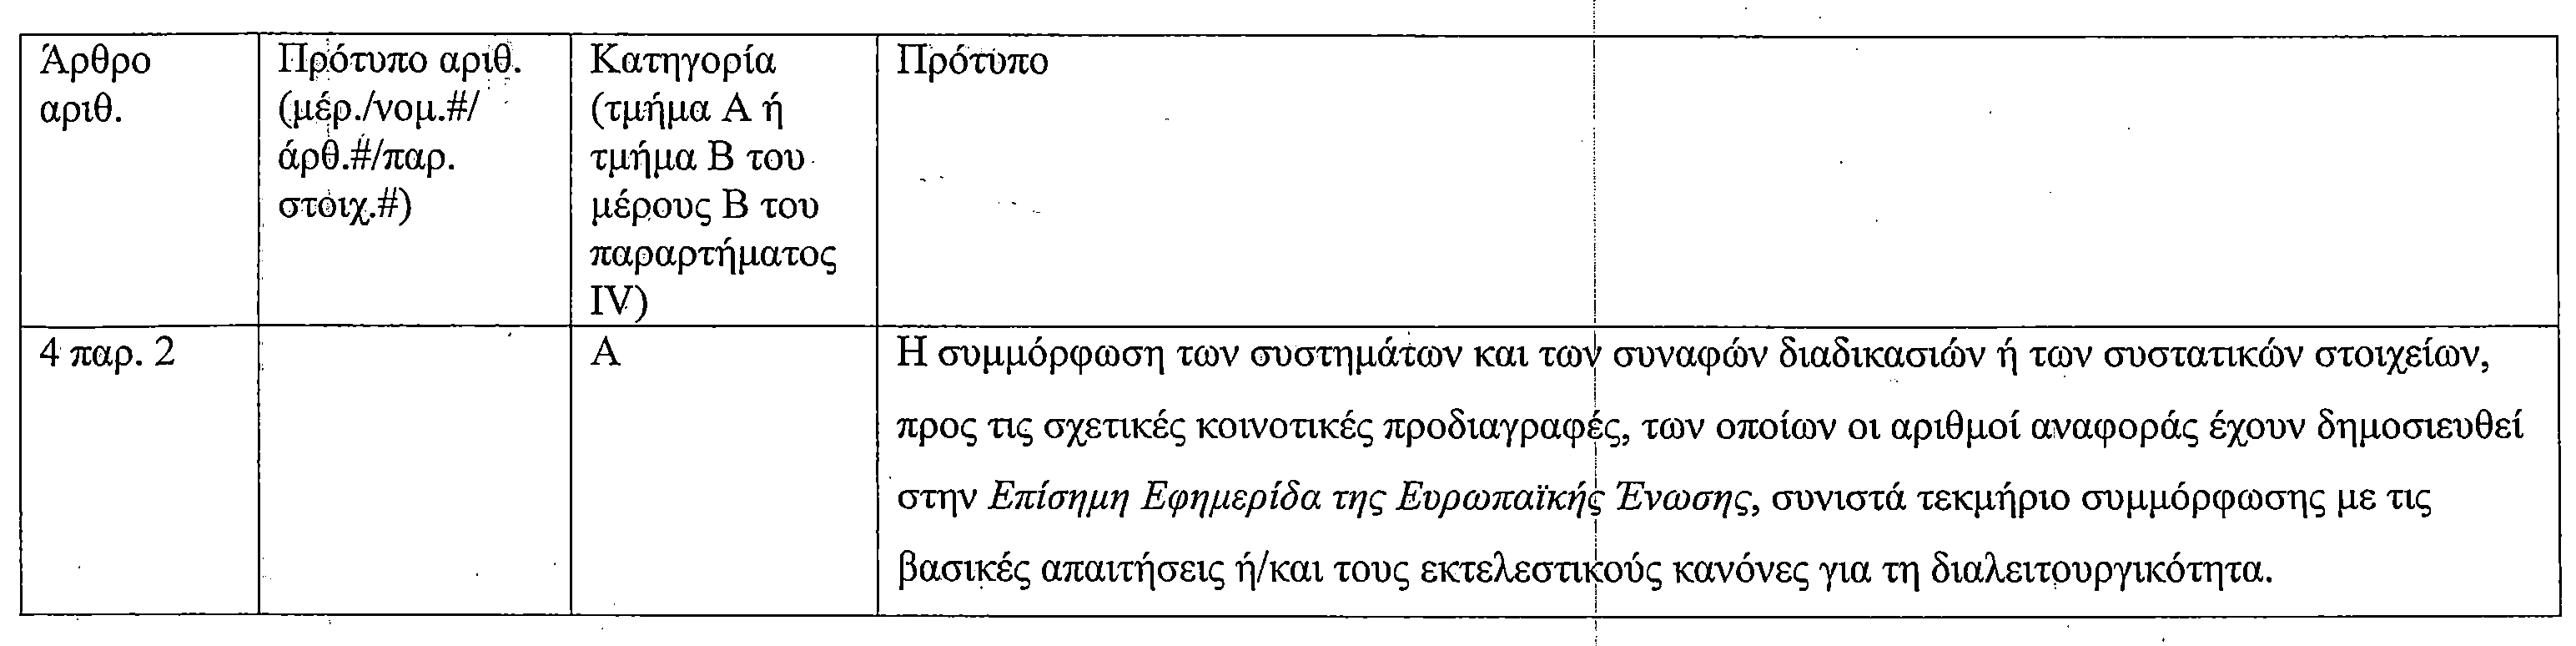 Άρθρο
αριθ.
Πρότυπο αριθ.
(μέρ./νομ.#/
άρθ.#/παρ.
στοιχ.#)
Κατηγορία
(τμήμα Α ή
τμήμα Β του
μέρους Β του
παραρτήματος
IV)
Πρότυπο
4 παρ. 2
Α
Η συμμόρφωση των συστημάτων και των συναφών διαδικασιών ή των συστατικών στοιχείων,
προς τις σχετικές κοινοτικές προδιαγραφές, των οποίων οι αριθμοί αναφοράς έχουν δημοσιευθεί
στην Επίσημη Εφημερίδα της Ευρωπαϊκής Ένωσης, συνιστά τεκμήριο συμμόρφωσης με τις
βασικές απαιτήσεις ή/και τους εκτελεστικούς κανόνες για τη διαλειτουργικότητα.